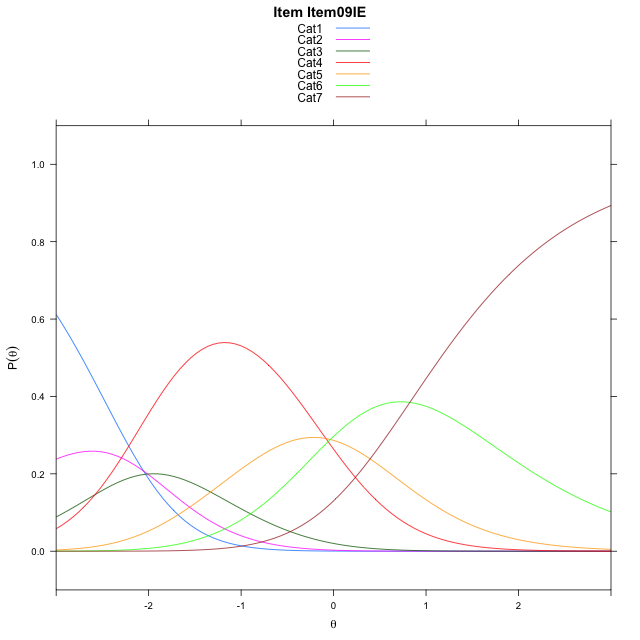 Item Item09IE
Cat1
Cat2
Cat3
Cat4
Cat5
Cat6
Cat7
1.0
0.8
0.6
0.4
0.2
0.0
P(θ)
-2 -1 0 1 2
θ